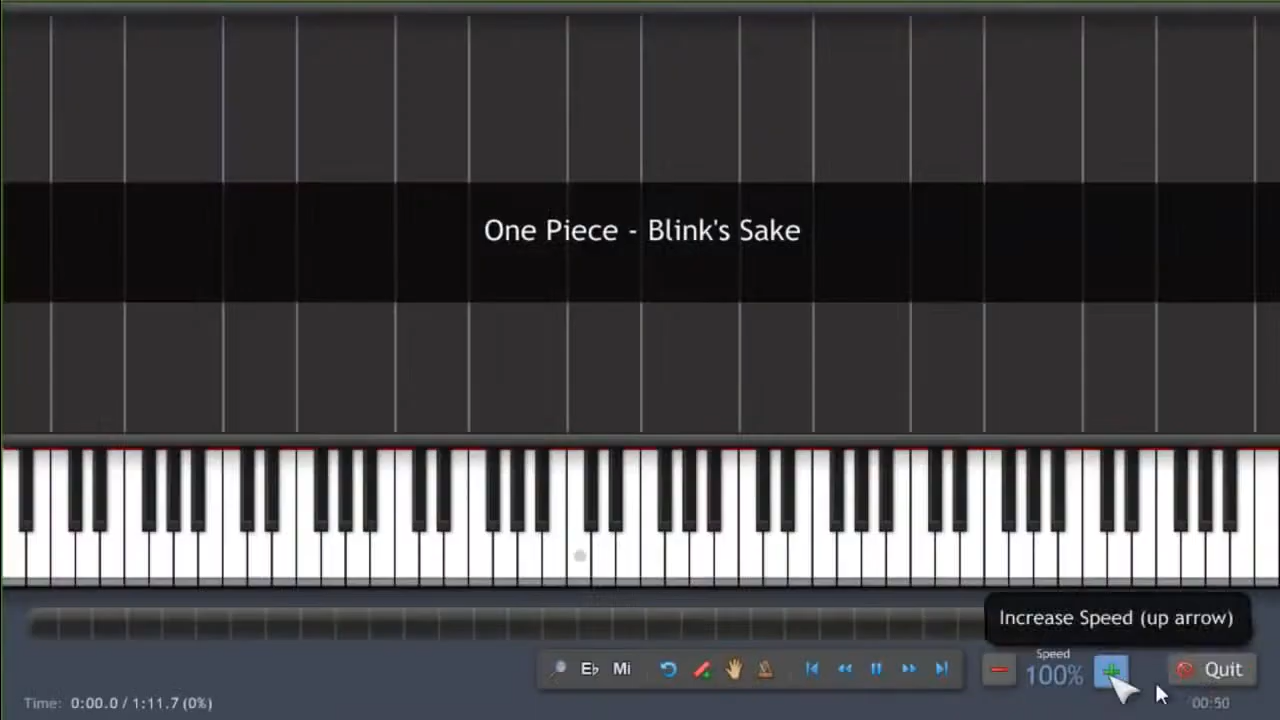 One Piece - Blink's Sake
Increase Speed (up arrow)
E♭ Mi
Speed
100%
Quit
Time: 0:00.0 / 1:11.7 (0%)
00:50